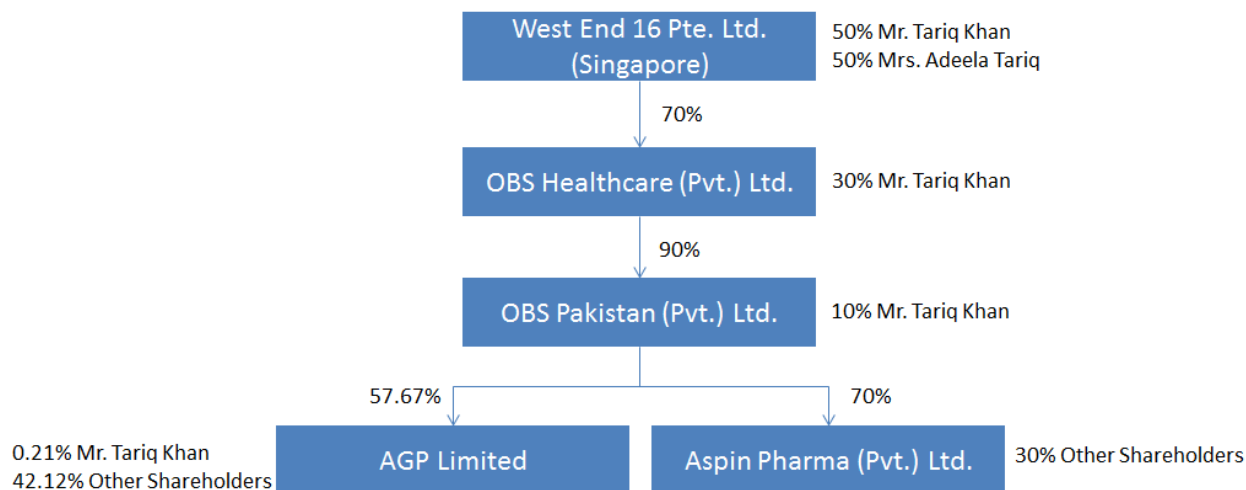 West End 16 Pte. Ltd.
(Singapore)
50% Mr. Tariq Khan
50% Mrs. Adeela Tariq
70%
OBS Healthcare (Pvt.) Ltd.
30% Mr. Tariq Khan
90%
OBS Pakistan (Pvt.) Ltd.
10% Mr. Tariq Khan
57.67%
70%
0.21% Mr. Tariq Khan
42.12% Other Shareholders
AGP Limited
Aspin Pharma (Pvt.) Ltd.
30% Other Shareholders